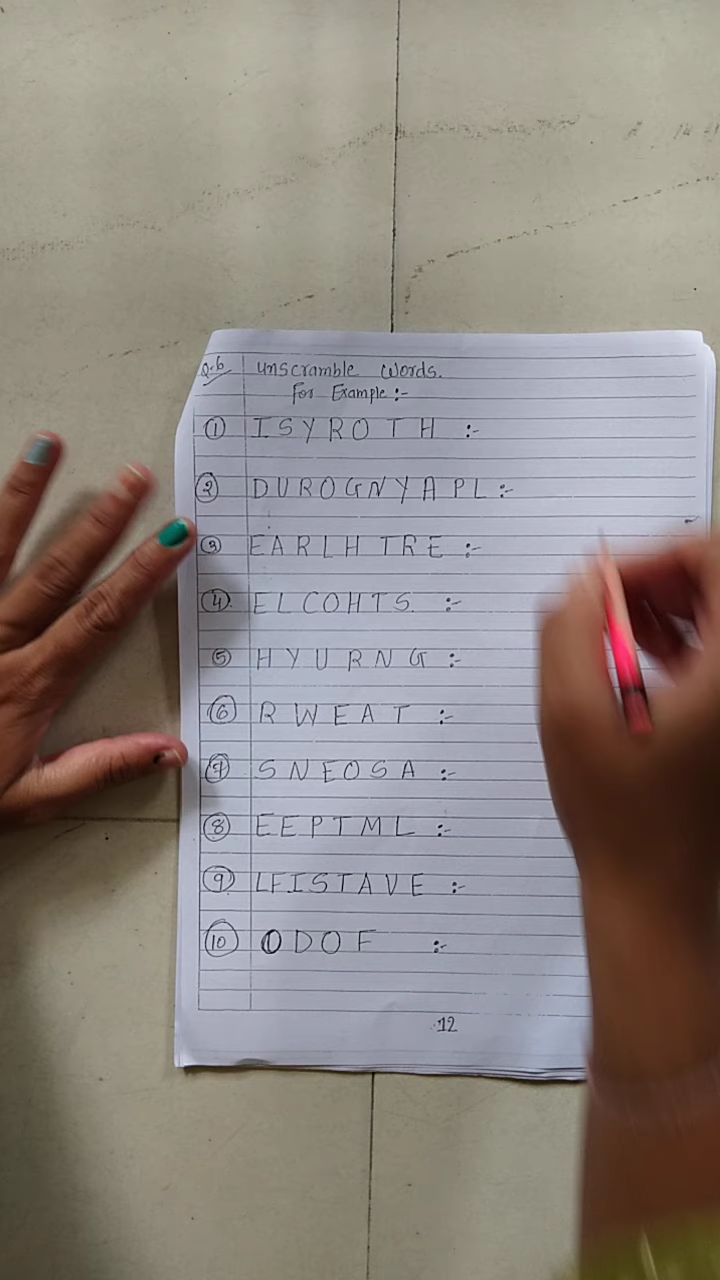 Q.6 unscramble words.
For Example :-
① ISYROTH :-
② DUROGNYAPL :-
③ EARLHTRE :-
④ ELCOHTS. :-
⑤ HYURNG :-
⑥ RWEAT :-
⑦ SNEOSA :-
⑧ EEPTML :-
⑨ LFISTAVE :-
⑩ ODOF :-
12